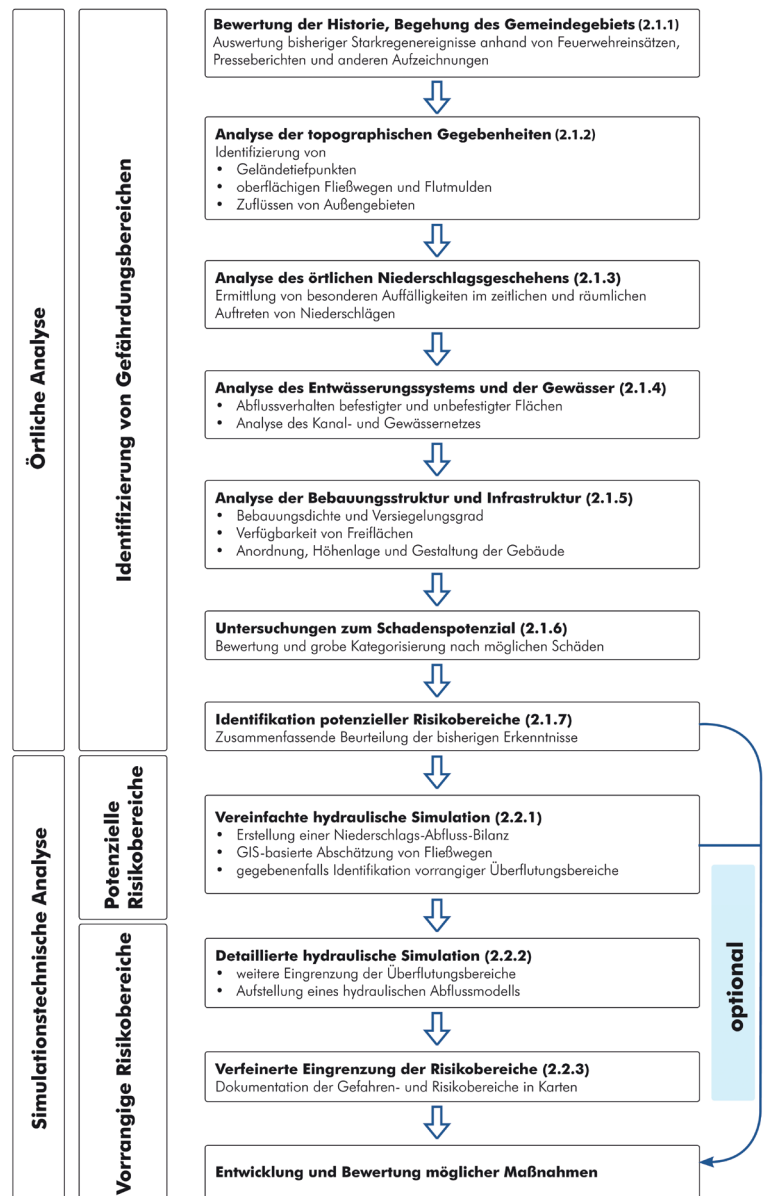 Örtliche Analyse
Identifizierung von Gefährdungsbereichen
Bewertung der Historie, Begehung des Gemeindegebiets (2.1.1)
Auswertung bisheriger Starkregenereignisse anhand von Feuerwehreinsätzen,
Presseberichten und anderen Aufzeichnungen
Analyse der topographischen Gegebenheiten (2.1.2)
Identifizierung von
• Geländetiefpunkten
• oberflächigen Fließwegen und Flutmulden
• Zuflüssen von Außengebieten
Analyse des örtlichen Niederschlagsgeschehens (2.1.3)
Ermittlung von besonderen Auffälligkeiten im zeitlichen und räumlichen
Auftreten von Niederschlägen
Analyse des Entwässerungssystems und der Gewässer (2.1.4)
• Abflussverhalten befestigter und unbefestigter Flächen
• Analyse des Kanal- und Gewässernetzes
Analyse der Bebauungsstruktur und Infrastruktur (2.1.5)
• Bebauungsdichte und Versiegelungsgrad
• Verfügbarkeit von Freiflächen
• Anordnung, Höhenlage und Gestaltung der Gebäude
Untersuchungen zum Schadenspotenzial (2.1.6)
Bewertung und grobe Kategorisierung nach möglichen Schäden
Identifikation potenzieller Risikobereiche (2.1.7)
Zusammenfassende Beurteilung der bisherigen Erkenntnisse
Simulationstechnische Analyse
Potenzielle
Risikobereiche
Vereinfachte hydraulische Simulation (2.2.1)
• Erstellung einer Niederschlags-Abfluss-Bilanz
• GIS-basierte Abschätzung von Fließwegen
• gegebenenfalls Identifikation vorrangiger Überflutungsbereiche
Vorrangige Risikobereiche
Detaillierte hydraulische Simulation (2.2.2)
• weitere Eingrenzung der Überflutungsbereiche
• Aufstellung eines hydraulischen Abflussmodells
Verfeinerte Eingrenzung der Risikobereiche (2.2.3)
Dokumentation der Gefahren- und Risikobereiche in Karten
optional
Entwicklung und Bewertung möglicher Maßnahmen